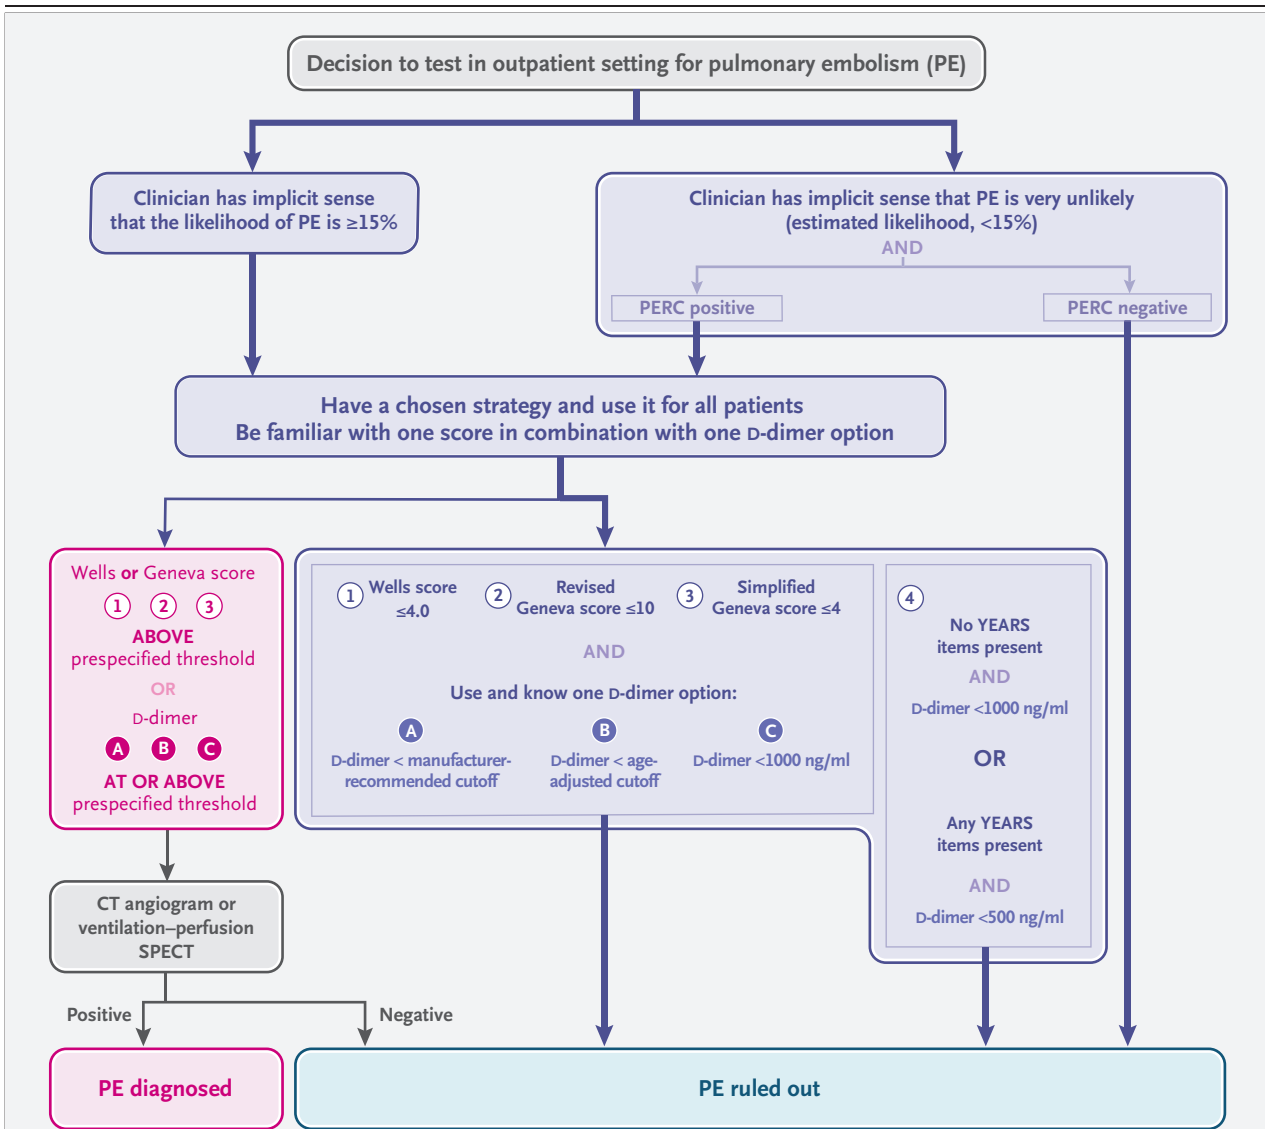 Decision to test in outpatient setting for pulmonary embolism (PE)
Clinician has implicit sense
that the likelihood of PE is ≥15%
Clinician has implicit sense that PE is very unlikely
(estimated likelihood, <15%)
AND
PERC positive
PERC negative
Have a chosen strategy and use it for all patients
Be familiar with one score in combination with one D-dimer option
Wells or Geneva score
1 2 3
ABOVE
prespecified threshold
OR
D-dimer
A B C
AT OR ABOVE
prespecified threshold
1 Wells score
≤4.0
2 Revised
Geneva score ≤10
3 Simplified
Geneva score ≤4
AND
Use and know one D-dimer option:
A
D-dimer < manufacturer-
recommended cutoff
B
D-dimer < age-
adjusted cutoff
C
D-dimer <1000 ng/ml
4
No YEARS
items present
AND
D-dimer <1000 ng/ml
OR
Any YEARS
items present
AND
D-dimer <500 ng/ml
CT angiogram or
ventilation–perfusion
SPECT
Positive
Negative
PE diagnosed
PE ruled out